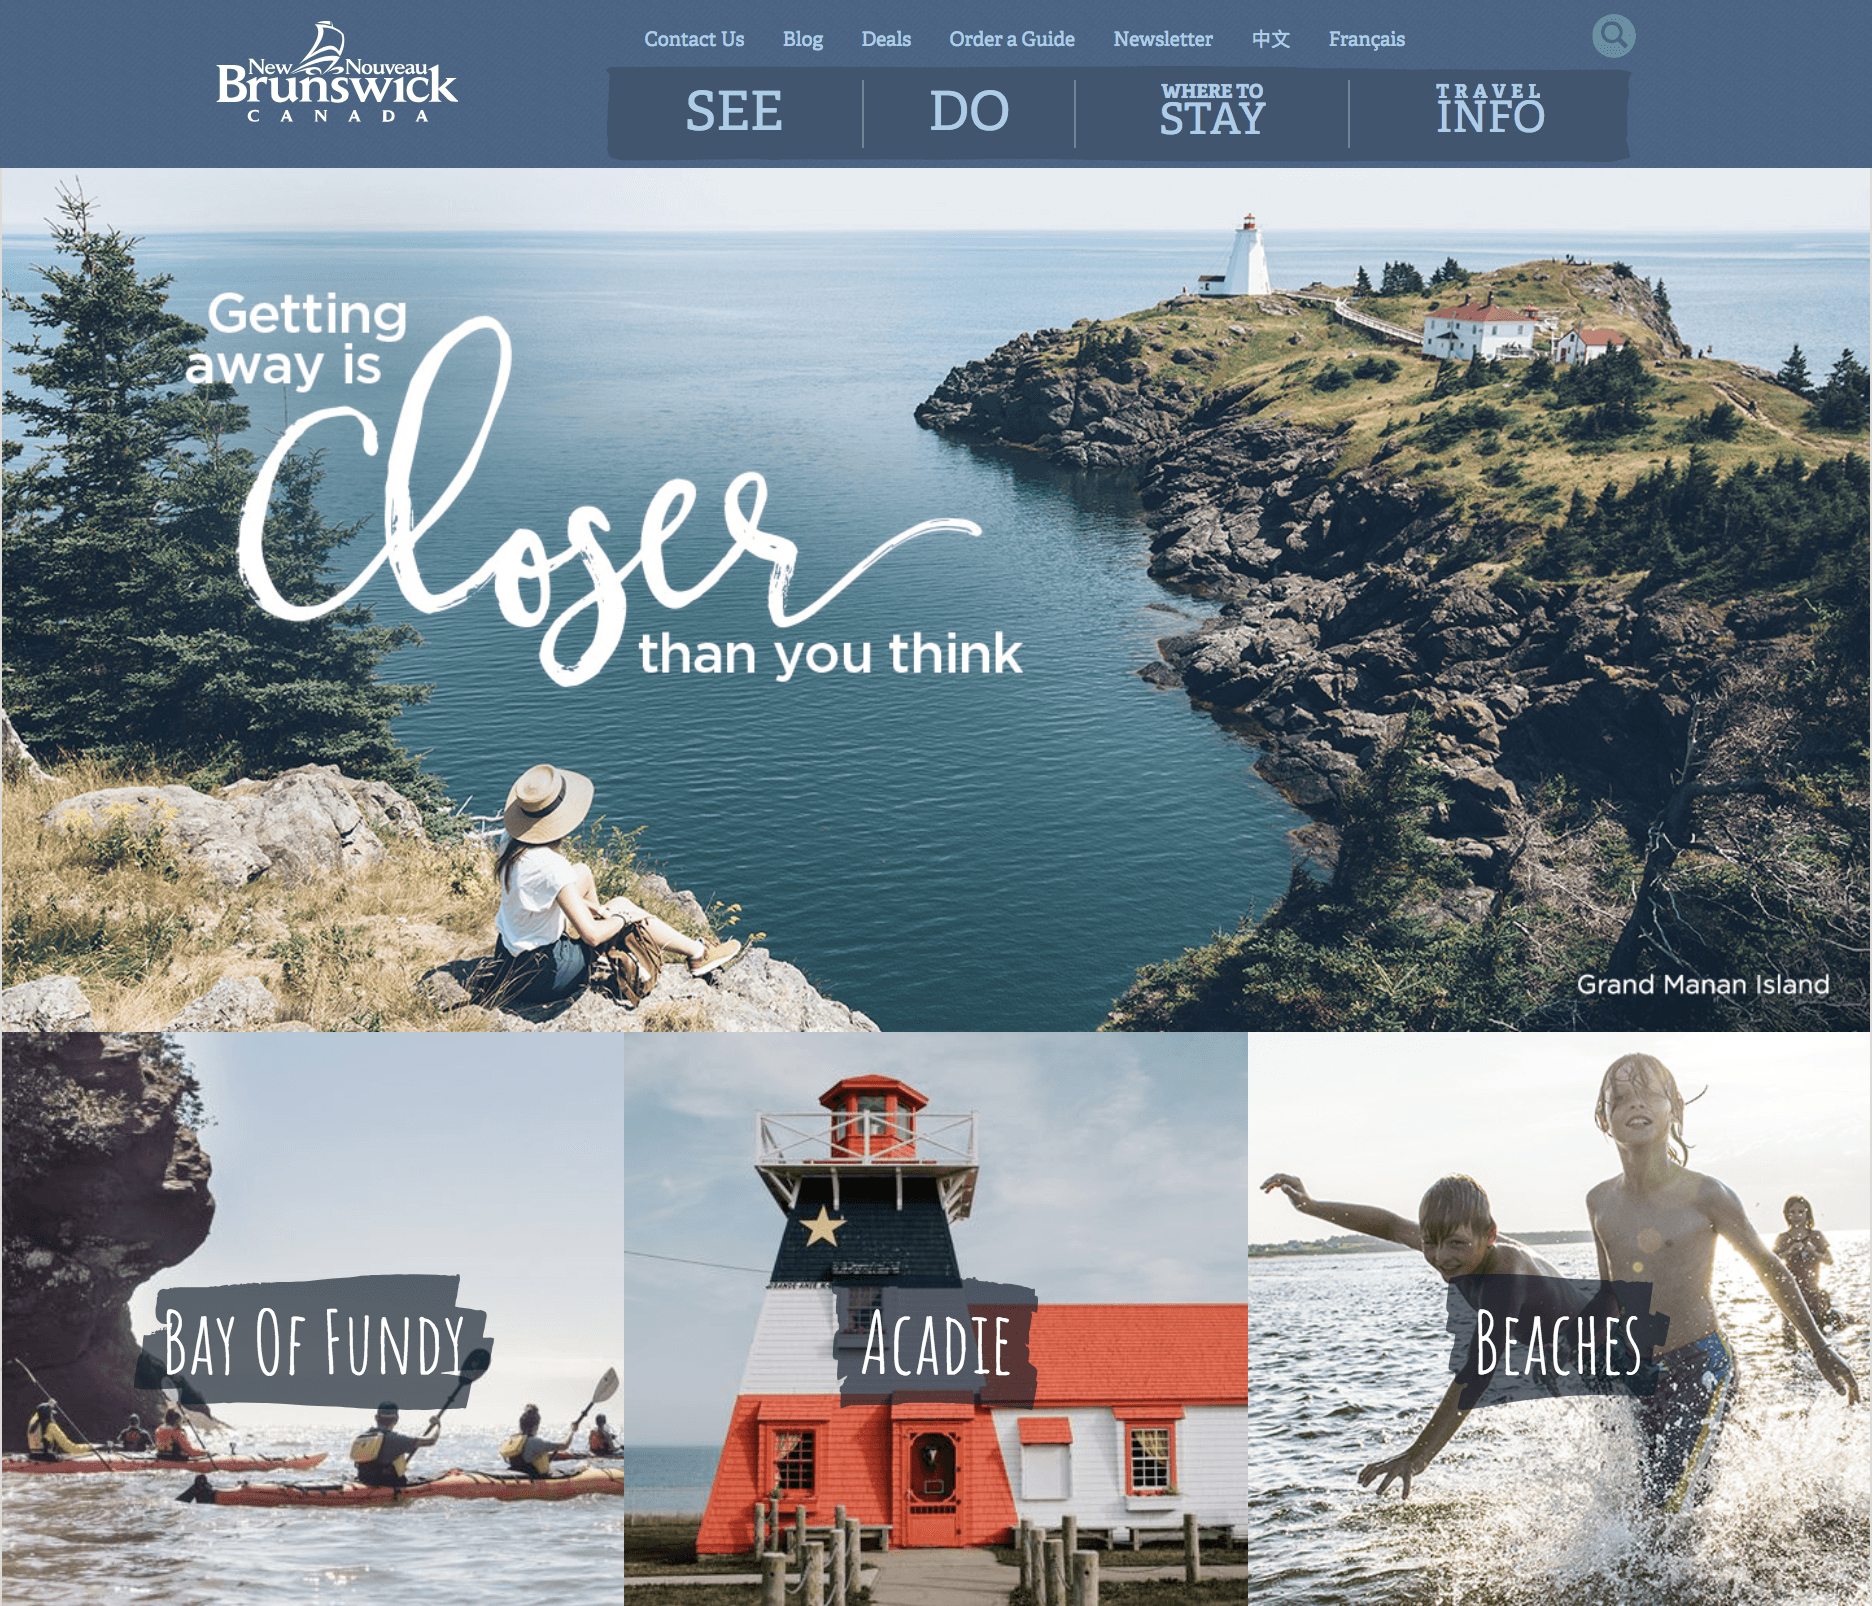 New Nouveau
Brunswick
CANADA
Contact Us Blog Deals Order a Guide Newsletter 中文 Français
SEE
DO
WHERE TO
STAY
TRAVEL
INFO
Getting
away is
Closer
than you think
Grand Manan Island
BAY OF FUNDY
ACADIE
BEACHES